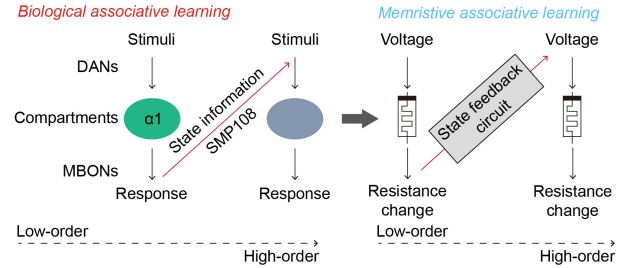 Biological associative learning
Memristive associative learning
Stimuli
Stimuli
Voltage
Voltage
DANs
Compartments
α1
State information
SMP108
State feedback
circuit
MBONs
Response
Response
Resistance
change
Resistance
change
Low-order
High-order
Low-order
High-order